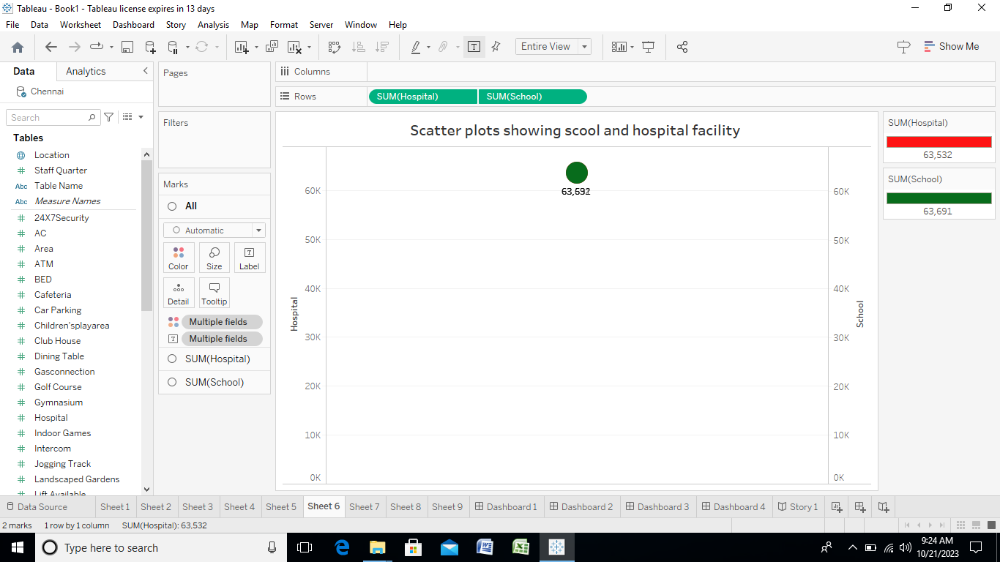 Tableau - Book1 - Tableau license expires in 13 days
File Data Worksheet Dashboard Story Analysis Map Format Server Window Help
Entire View
Show Me
Data Analytics
Chennai
Search
Tables
Location
Staff Quarter
Abc Table Name
Abc Measure Names
24X7Security
AC
Area
ATM
BED
Cafeteria
Car Parking
Children'splayarea
Club House
Dining Table
Gasconnection
Golf Course
Gymnasium
Hospital
Indoor Games
Intercom
Jogging Track
Landscaped Gardens
Lift Available
Pages
Filters
Marks
All
Automatic
Color Size Label
Detail Tooltip
Multiple fields
Multiple fields
SUM(Hospital)
SUM(School)
Columns
Rows SUM(Hospital) SUM(School)
Scatter plots showing scool and hospital facility
60K
50K
40K
30K
20K
10K
0K
Hospital
60K
50K
40K
30K
20K
10K
0K
School
SUM(Hospital)
63,532
SUM(School)
63,691
Data Source Sheet 1 Sheet 2 Sheet 3 Sheet 4 Sheet 5 Sheet 6 Sheet 7 Sheet 8 Sheet 9 Dashboard 1 Dashboard 2 Dashboard 3 Dashboard 4 Story 1
2 marks 1 row by 1 column SUM(Hospital): 63,532
Type here to search
9:24 AM
10/21/2023